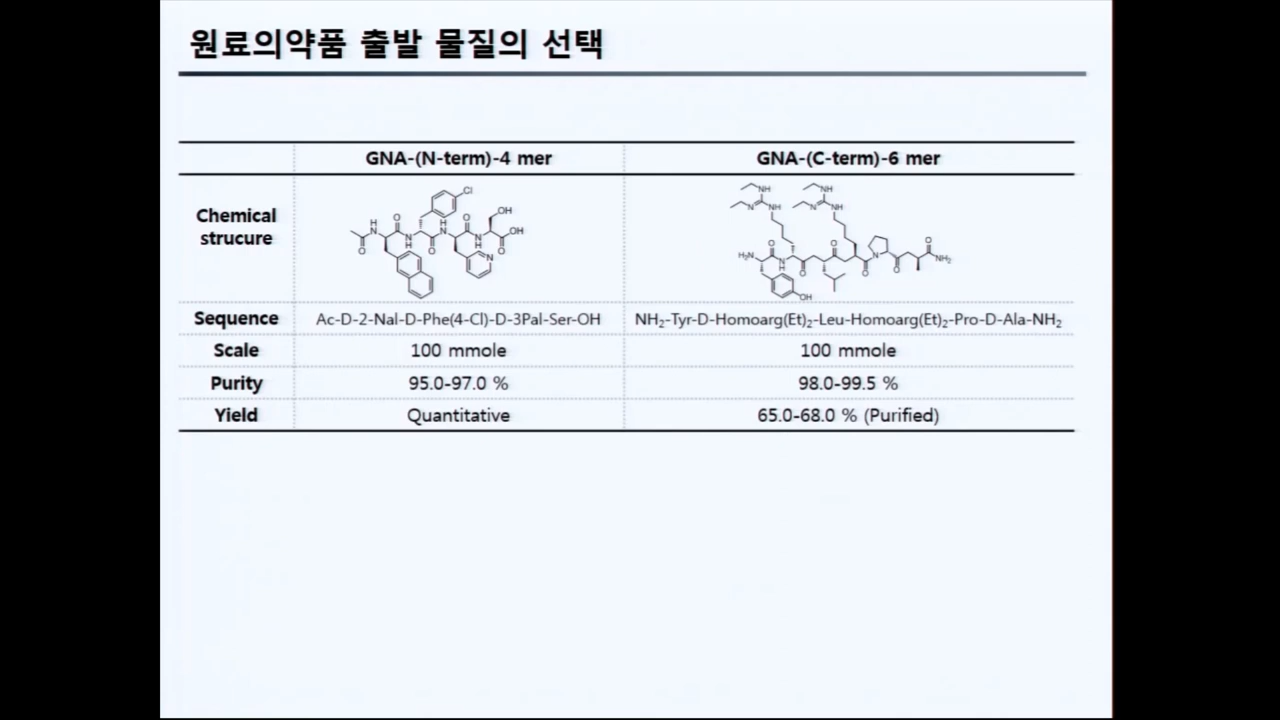 원료의약품 출발 물질의 선택
GNA-(N-term)-4 mer
GNA-(C-term)-6 mer
Chemical
strucure
Sequence
Ac-D-2-Nal-D-Phe(4-Cl)-D-3Pal-Ser-OH
NH₂-Tyr-D-Homoarg(Et)₂-Leu-Homoarg(Et)₂-Pro-D-Ala-NH₂
Scale
100 mmole
100 mmole
Purity
95.0-97.0 %
98.0-99.5 %
Yield
Quantitative
65.0-68.0 % (Purified)